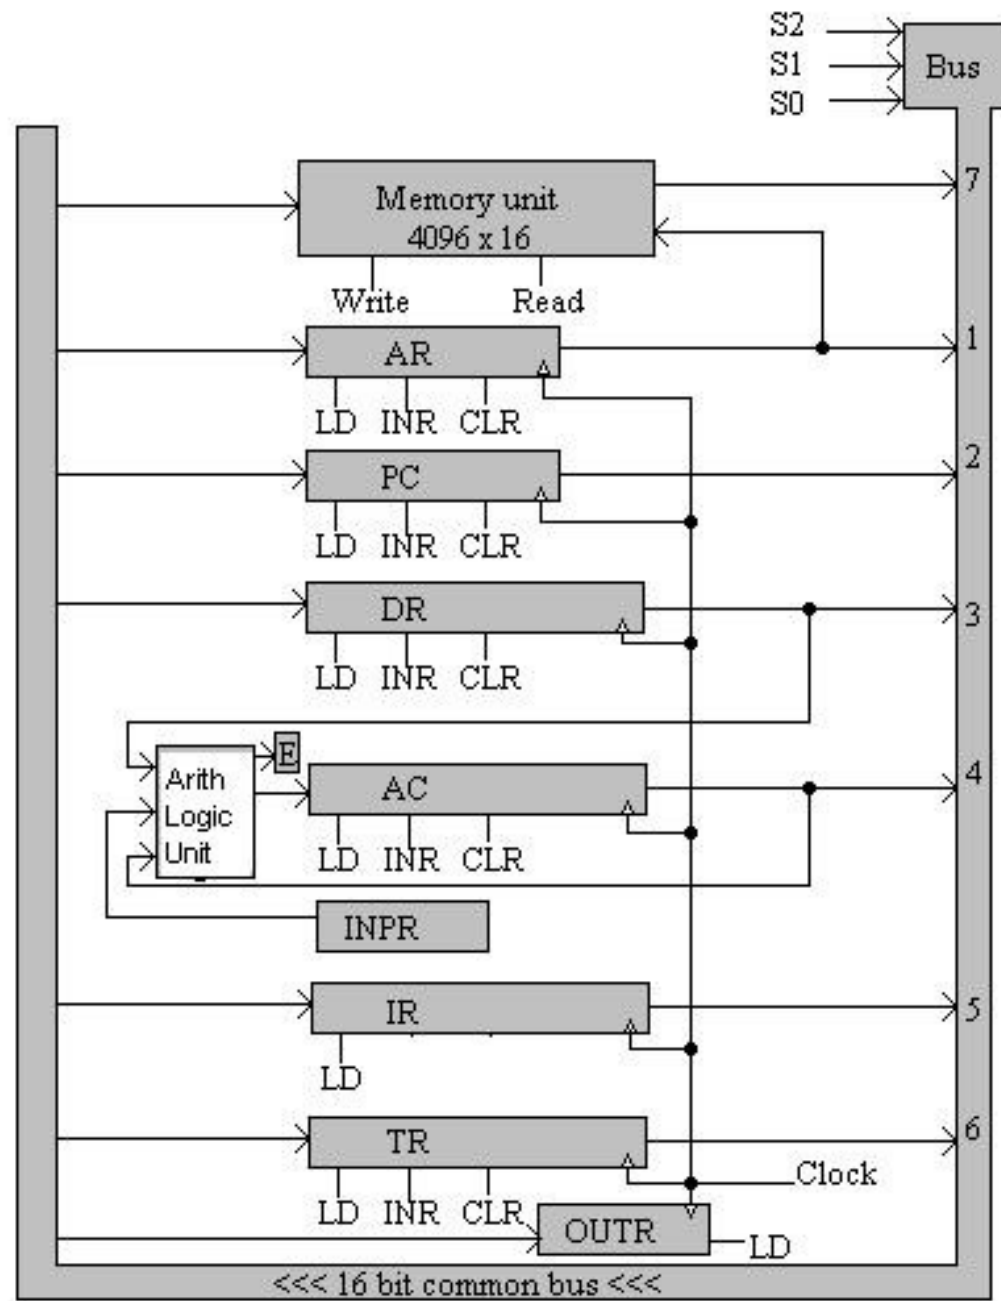 S2
S1
Bus
S0
7
Memory unit
4096 x 16
Write Read
1
AR
LD INR CLR
2
PC
LD INR CLR
3
DR
LD INR CLR
E
4
Arith
Logic
Unit
AC
LD INR CLR
INPR
5
IR
LD
6
TR
Clock
LD INR CLR
OUTR
LD
<<< 16 bit common bus <<<